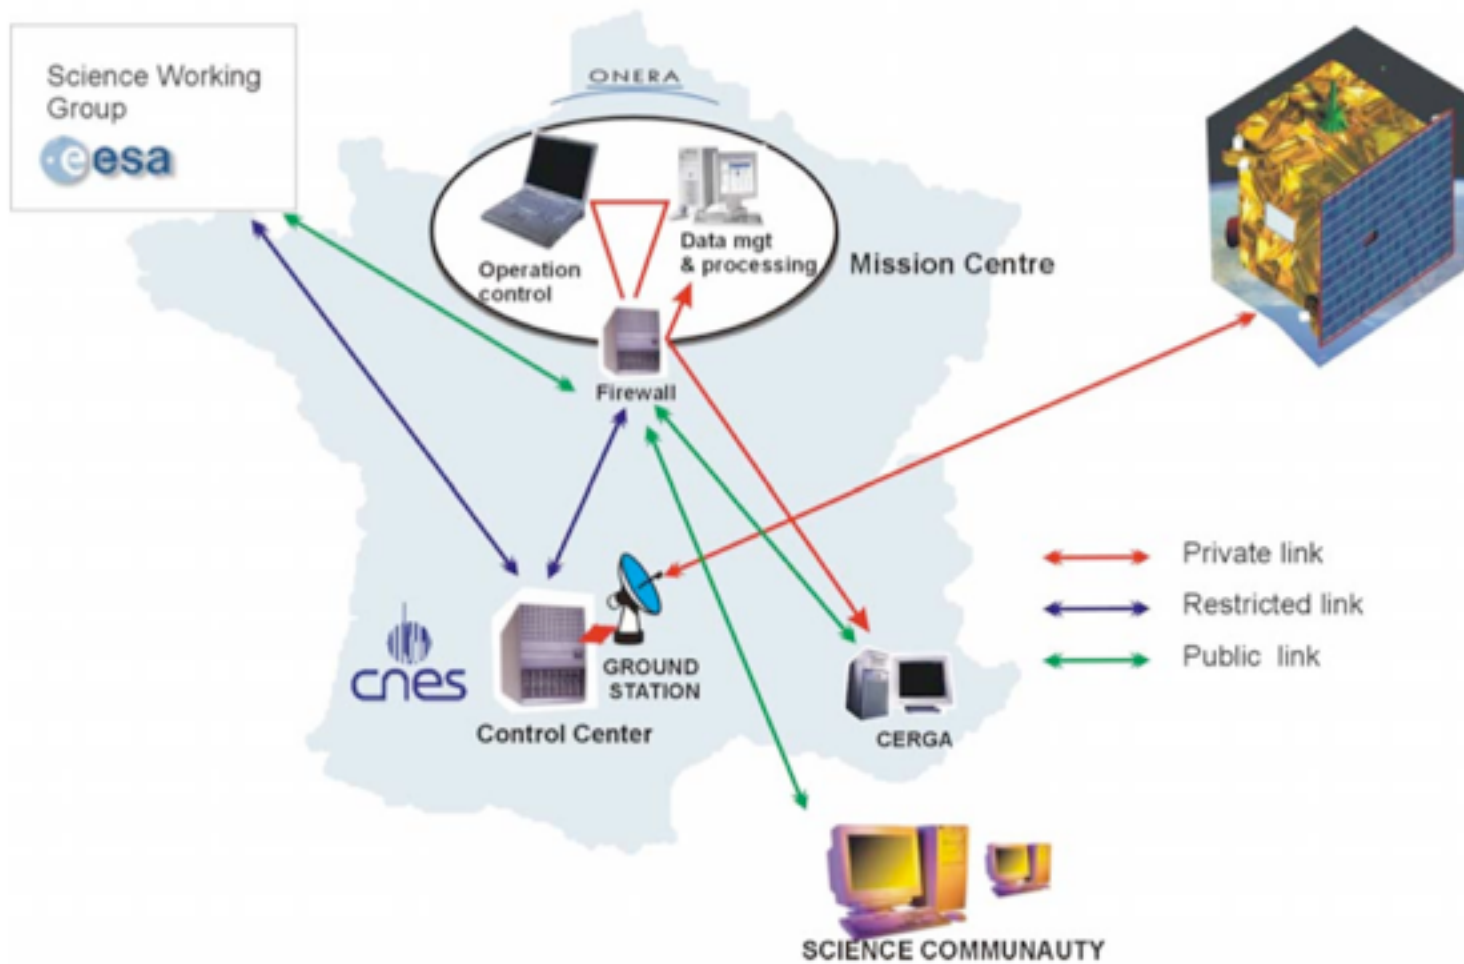 Science Working
Group
esa
ONERA
Operation
control
Data mgt
& processing
Mission Centre
Firewall
cnes
GROUND
STATION
Control Center
CERGA
Private link
Restricted link
Public link
SCIENCE COMMUNAUTY